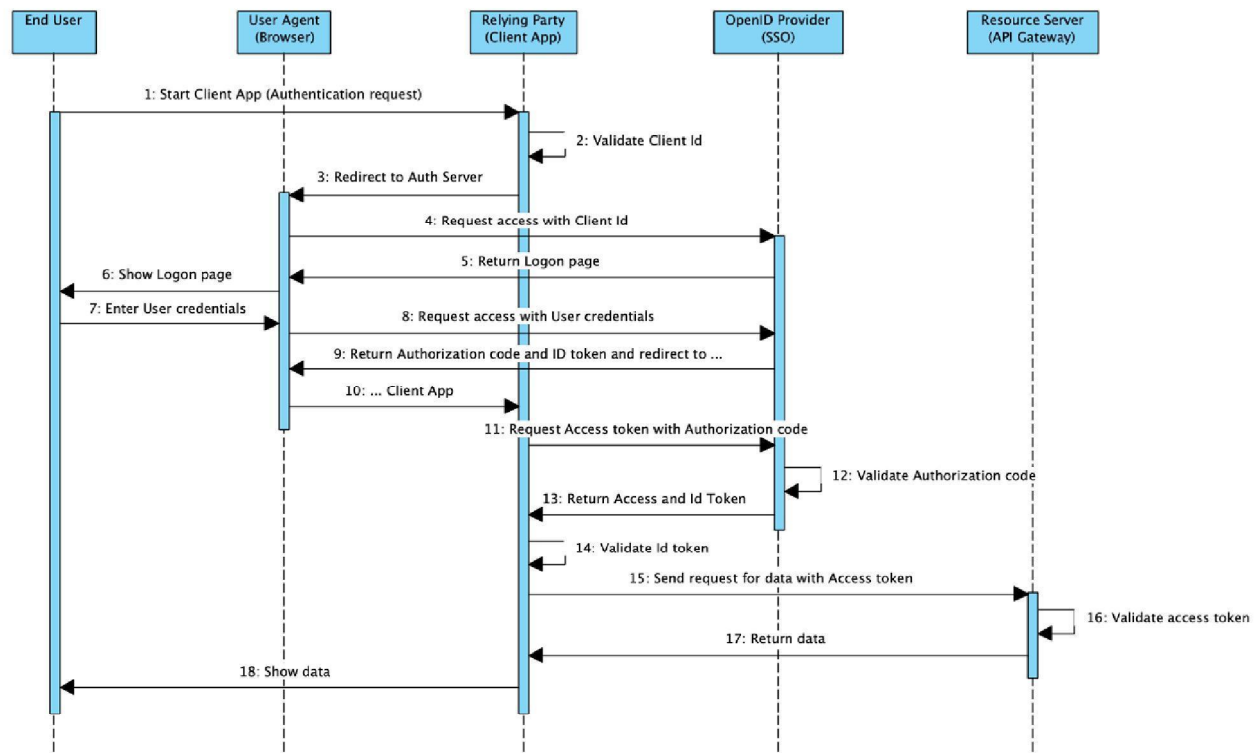 End User
User Agent
(Browser)
Relying Party
(Client App)
OpenID Provider
(SSO)
Resource Server
(API Gateway)
1: Start Client App (Authentication request)
2: Validate Client Id
3: Redirect to Auth Server
4: Request access with Client Id
5: Return Logon page
6: Show Logon page
7: Enter User credentials
8: Request access with User credentials
9: Return Authorization code and ID token and redirect to ...
10: ... Client App
11: Request Access token with Authorization code
12: Validate Authorization code
13: Return Access and Id Token
14: Validate Id token
15: Send request for data with Access token
16: Validate access token
17: Return data
18: Show data